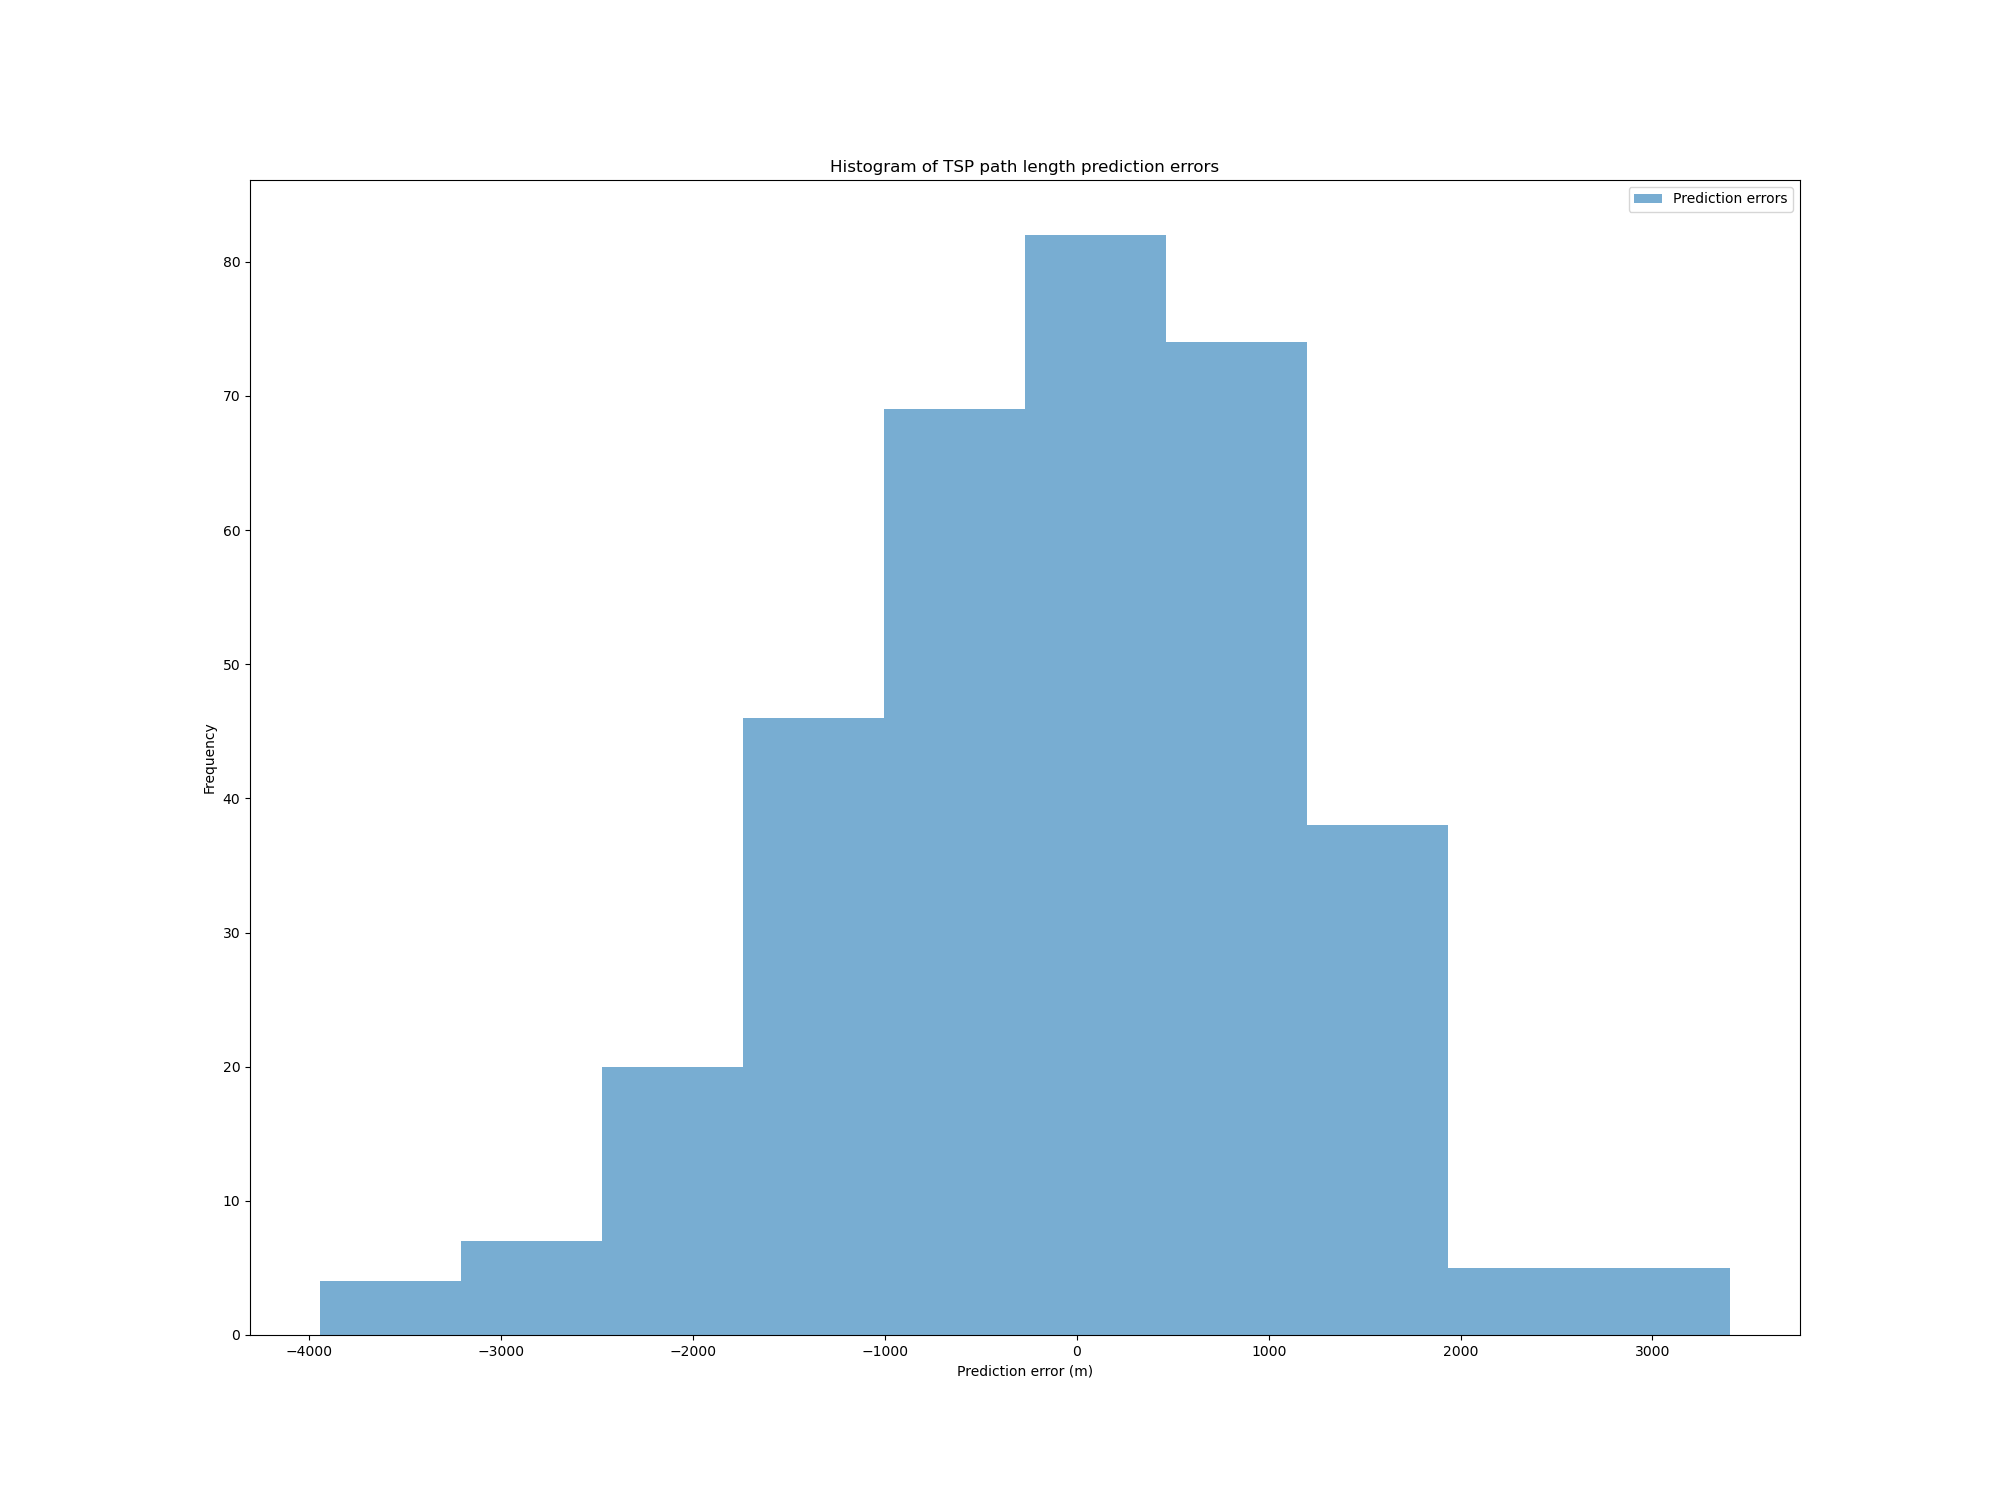 Histogram of TSP path length prediction errors
Prediction errors
80
70
60
50
40
30
20
10
0
Frequency
−4000 −3000 −2000 −1000 0 1000 2000 3000
Prediction error (m)